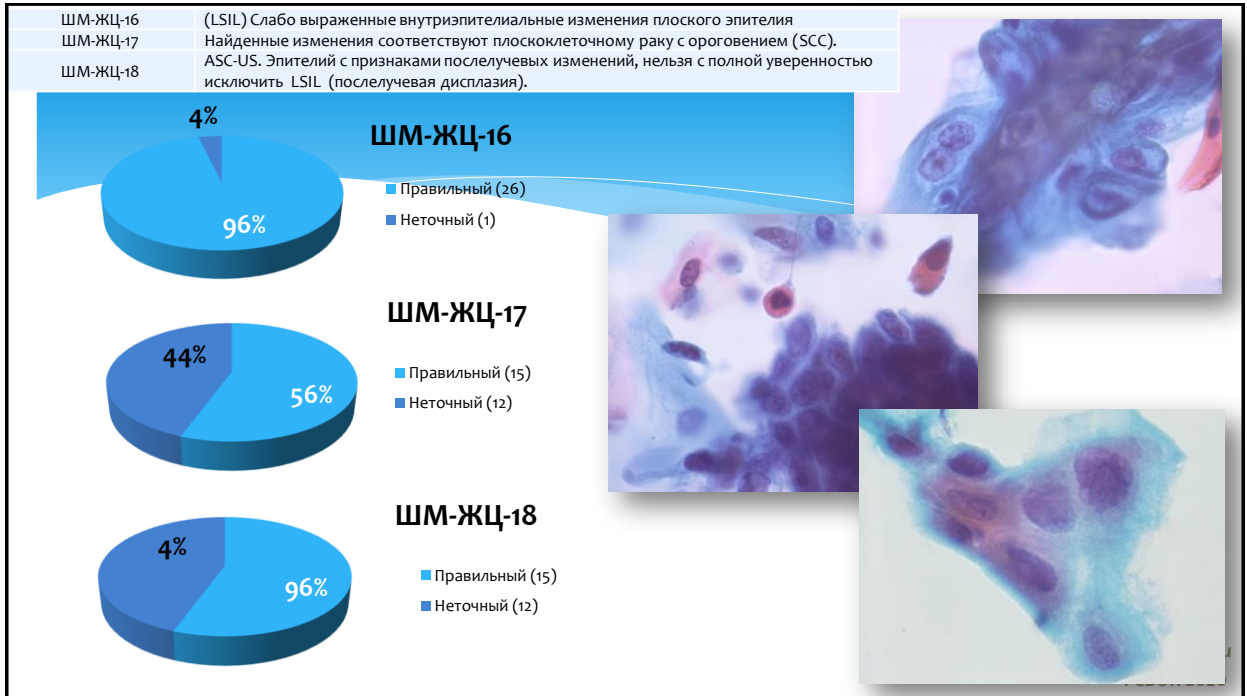 ШМ-ЖЦ-16 (LSIL) Слабо выраженные внутриэпителиальные изменения плоского эпителия
ШМ-ЖЦ-17 Найденные изменения соответствуют плоскоклеточному раку с ороговением (SCC).
ШМ-ЖЦ-18 ASC-US. Эпителий с признаками послелучевых изменений, нельзя с полной уверенностью
исключить LSIL (послелучевая дисплазия).
ШМ-ЖЦ-16
4%
96%
Правильный (26)
Неточный (1)
ШМ-ЖЦ-17
44%
56%
Правильный (15)
Неточный (12)
ШМ-ЖЦ-18
4%
96%
Правильный (15)
Неточный (12)